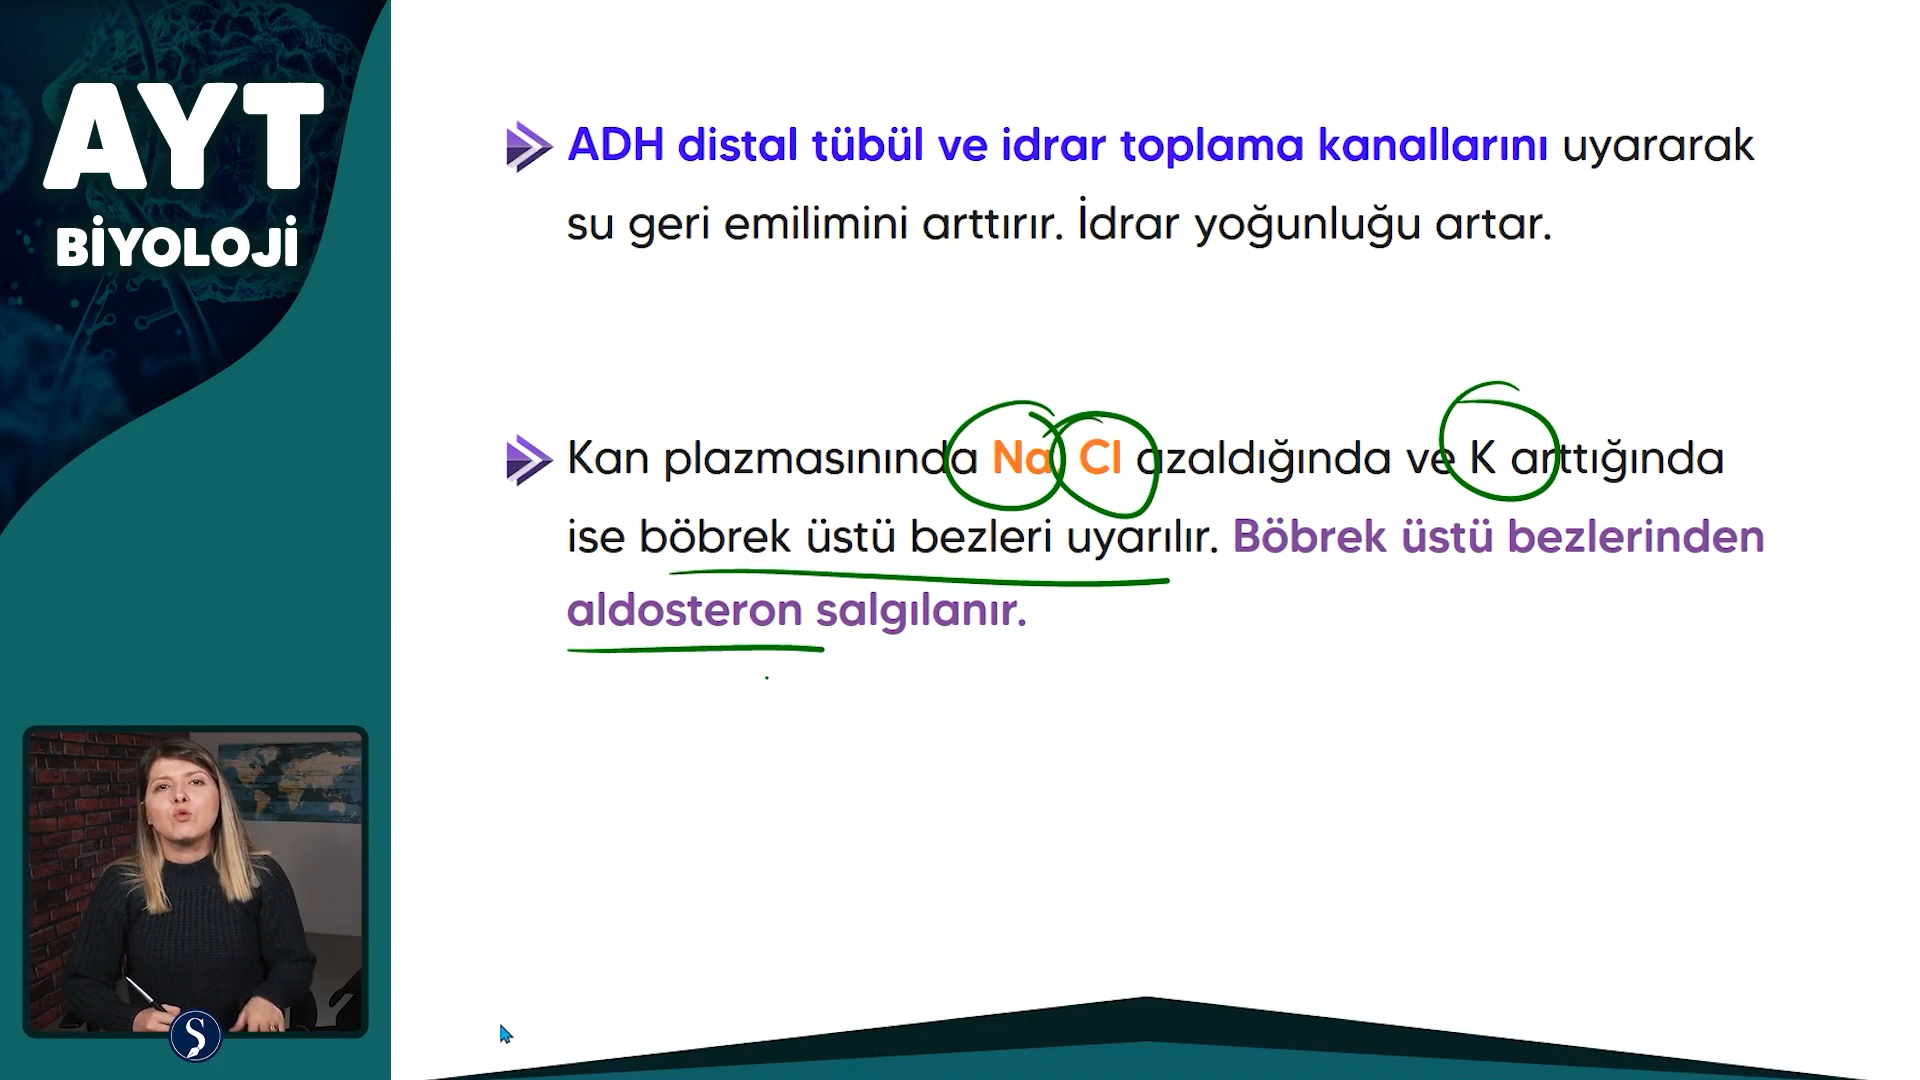 AYT
BİYOLOJİ
ADH distal tübül ve idrar toplama kanallarını uyararak
su geri emilimini arttırır. İdrar yoğunluğu artar.
Kan plazmasınında Na Cl azaldığında ve K arttığında
ise böbrek üstü bezleri uyarılır. Böbrek üstü bezlerinden
aldosteron salgılanır.
Ş